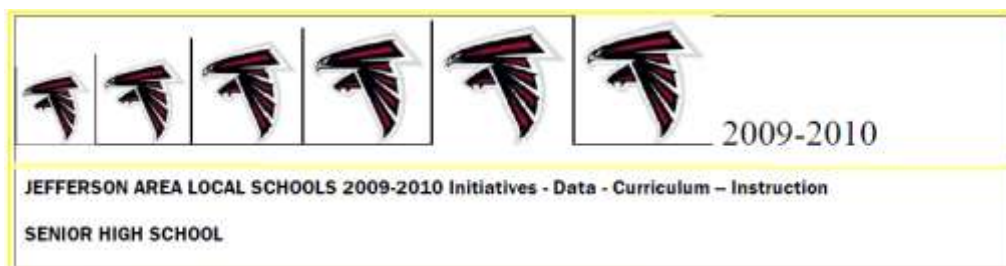 2009-2010
JEFFERSON AREA LOCAL SCHOOLS 2009-2010 Initiatives - Data - Curriculum – Instruction
SENIOR HIGH SCHOOL